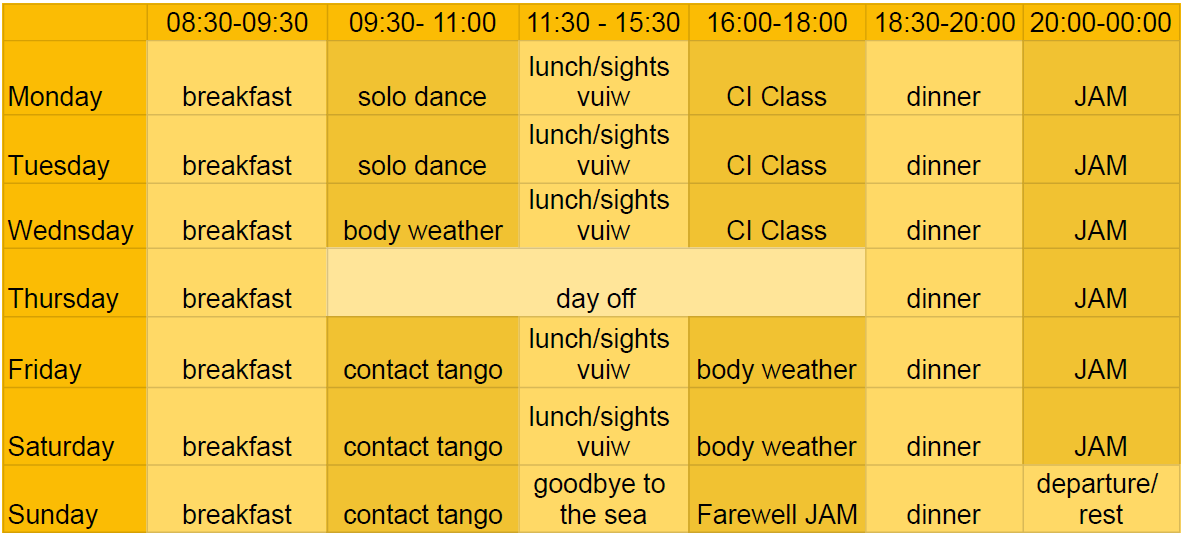 08:30-09:30 09:30- 11:00 11:30 - 15:30 16:00-18:00 18:30-20:00 20:00-00:00
lunch/sights
Monday breakfast solo dance vuiw CI Class dinner JAM
lunch/sights
Tuesday breakfast solo dance vuiw CI Class dinner JAM
lunch/sights
Wednsday breakfast body weather vuiw CI Class dinner JAM
Thursday breakfast day off dinner JAM
lunch/sights
Friday breakfast contact tango vuiw body weather dinner JAM
lunch/sights
Saturday breakfast contact tango vuiw body weather dinner JAM
goodbye to departure/
Sunday breakfast contact tango the sea Farewell JAM dinner rest